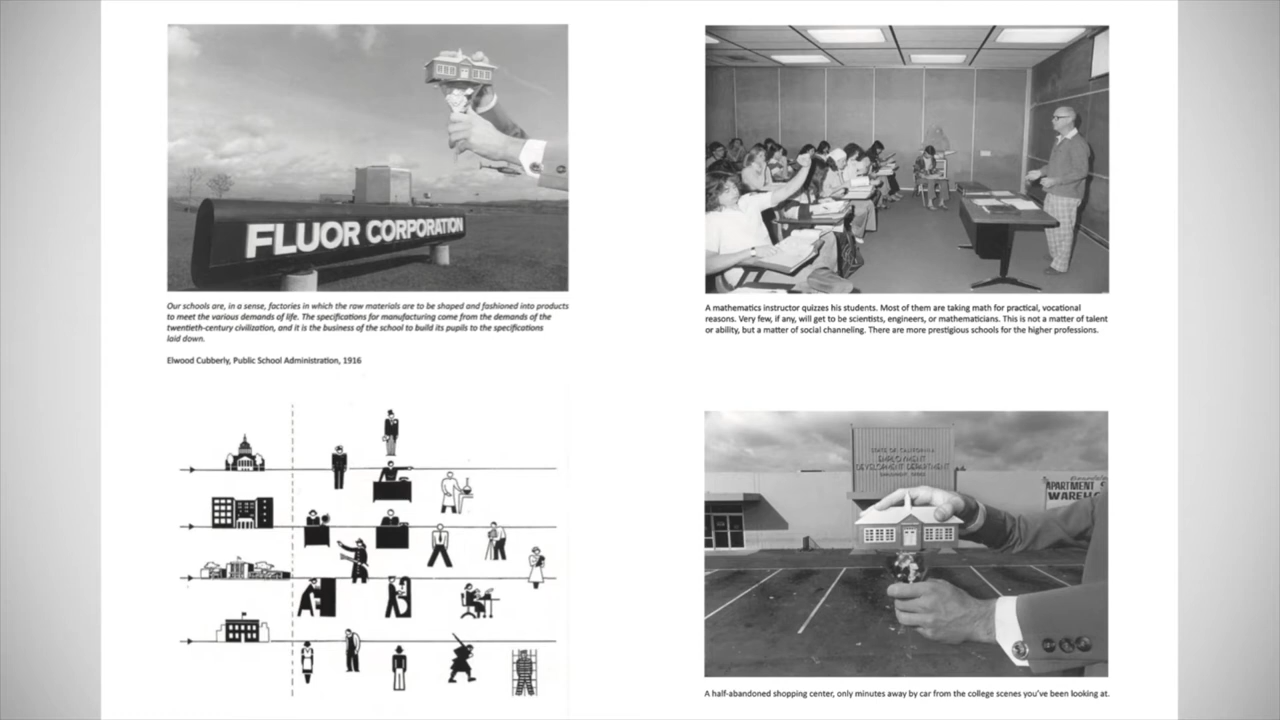 FLUOR CORPORATION
Our schools are, in a sense, factories in which the raw materials are to be shaped and fashioned into products
to meet the various demands of life. The specifications for manufacturing come from the demands of the
twentieth-century civilization, and it is the business of the school to build its pupils to the specifications
laid down.
Elwood Cubberly, Public School Administration, 1916
A mathematics instructor quizzes his students. Most of them are taking math for practical, vocational
reasons. Very few, if any, will get to be scientists, engineers, or mathematicians. This is not a matter of talent
or ability, but a matter of social channeling. There are more prestigious schools for the higher professions.
STATE OF CALIFORNIA
EMPLOYMENT
DEVELOPMENT DEPARTMENT
APARTMENT
WAREHO
A half-abandoned shopping center, only minutes away by car from the college scenes you've been looking at.